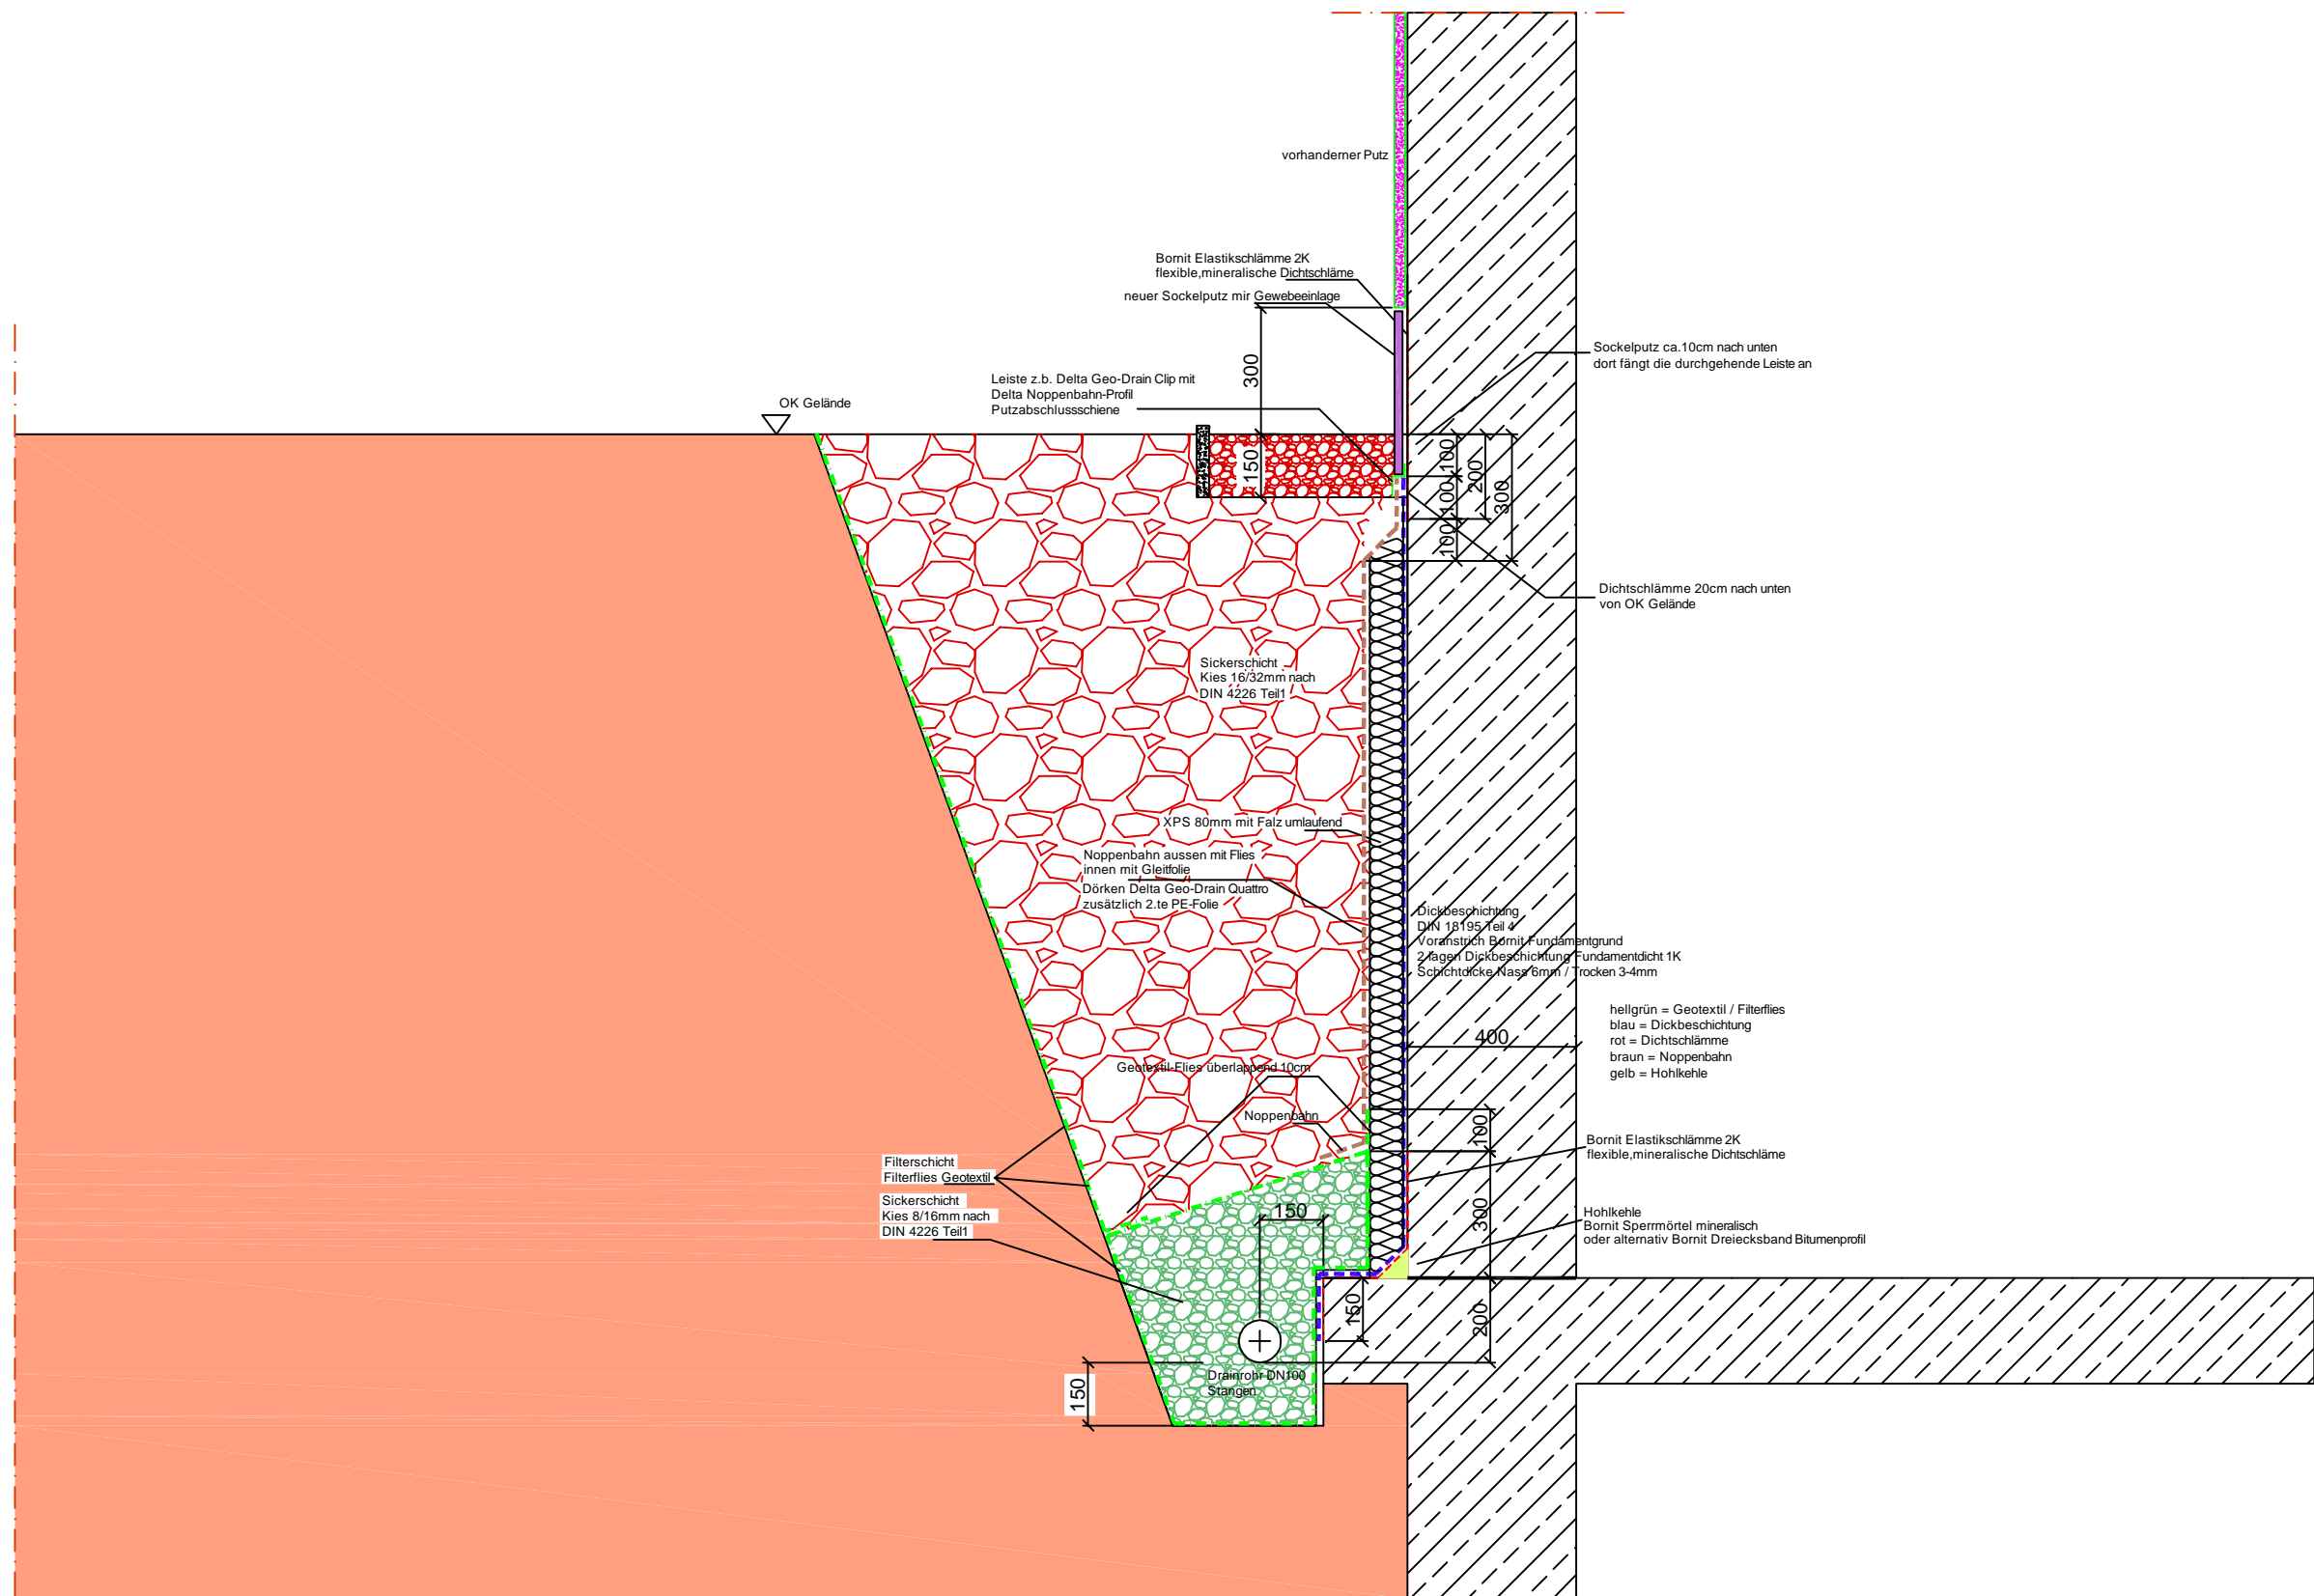 vorhanderner Putz
Bornit Elastikschlämme 2K
flexible,mineralische Dichtschläme
neuer Sockelputz mir Gewebeeinlage
300
Sockelputz ca.10cm nach unten
dort fängt die durchgehende Leiste an
Leiste z.b. Delta Geo-Drain Clip mit
Delta Noppenbahn-Profil
Putzabschlussschiene
OK Gelände
150
100
100
100
200
300
Dichtschlämme 20cm nach unten
von OK Gelände
Sickerschicht
Kies 16/32mm nach
DIN 4226 Teil1
XPS 80mm mit Falz umlaufend
Noppenbahn aussen mit Flies
innen mit Gleitfolie
Dörken Delta Geo-Drain Quattro
zusätzlich 2.te PE-Folie
Dickbeschichtung
DIN 18195 Teil 4
Voranstrich Bornit Fundamentgrund
2 lagen Dickbeschichtung Fundamentdicht 1K
Schichtdicke Nass 6mm / Trocken 3-4mm
hellgrün = Geotextil / Filterflies
blau = Dickbeschichtung
rot = Dichtschlämme
braun = Noppenbahn
gelb = Hohlkehle
400
Geotextil-Flies überlappend 10cm
Noppenbahn
100
Bornit Elastikschlämme 2K
flexible,mineralische Dichtschläme
Filterschicht
Filterflies Geotextil
Sickerschicht
Kies 8/16mm nach
DIN 4226 Teil1
150
300
Hohlkehle
Bornit Sperrmörtel mineralisch
oder alternativ Bornit Dreiecksband Bitumenprofil
150
200
150
Drainrohr DN100
Stangen